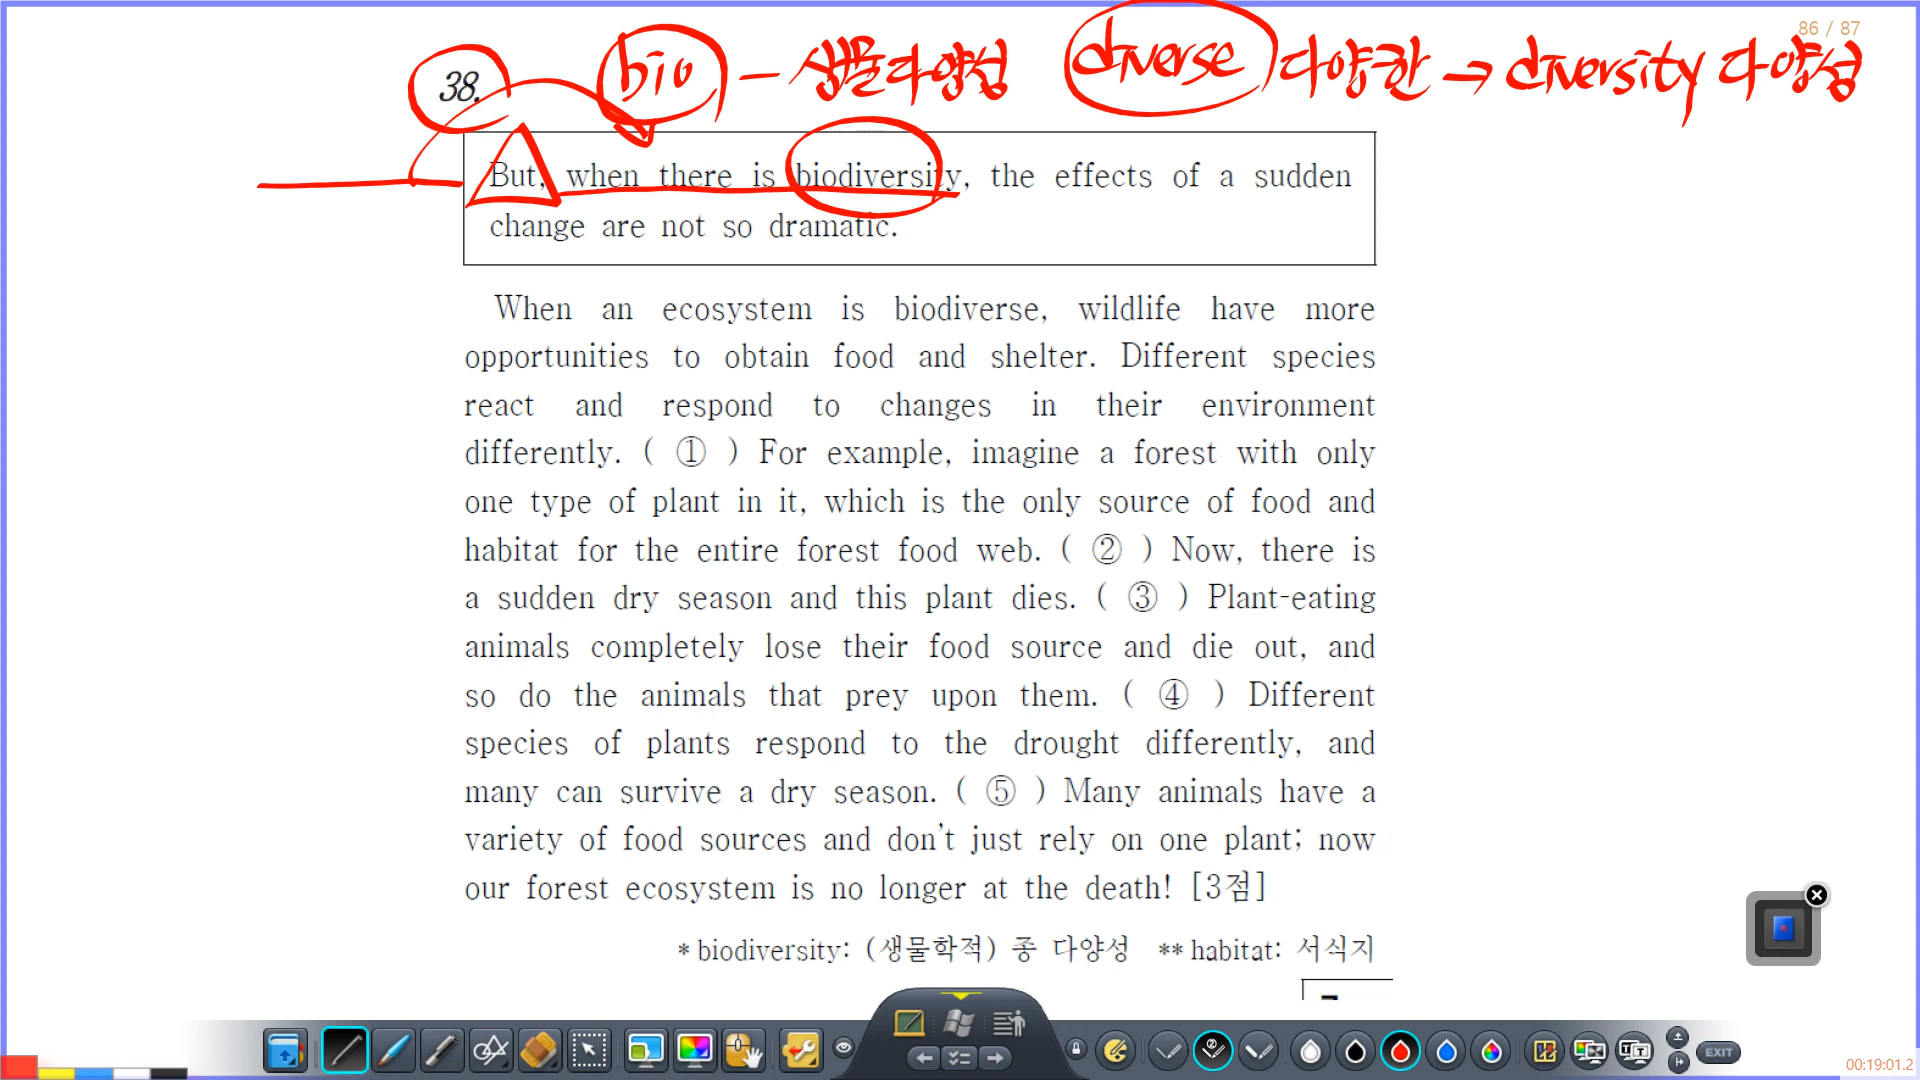 86 / 87
38. bio - 생물다양성 diverse 다양한 → diversity 다양성
But, when there is biodiversity, the effects of a sudden
change are not so dramatic.
When an ecosystem is biodiverse, wildlife have more
opportunities to obtain food and shelter. Different species
react and respond to changes in their environment
differently. ( ① ) For example, imagine a forest with only
one type of plant in it, which is the only source of food and
habitat for the entire forest food web. ( ② ) Now, there is
a sudden dry season and this plant dies. ( ③ ) Plant-eating
animals completely lose their food source and die out, and
so do the animals that prey upon them. ( ④ ) Different
species of plants respond to the drought differently, and
many can survive a dry season. ( ⑤ ) Many animals have a
variety of food sources and don't just rely on one plant; now
our forest ecosystem is no longer at the death! [3점]
* biodiversity: (생물학적) 종 다양성 ** habitat: 서식지
EXIT
00:19:01.2